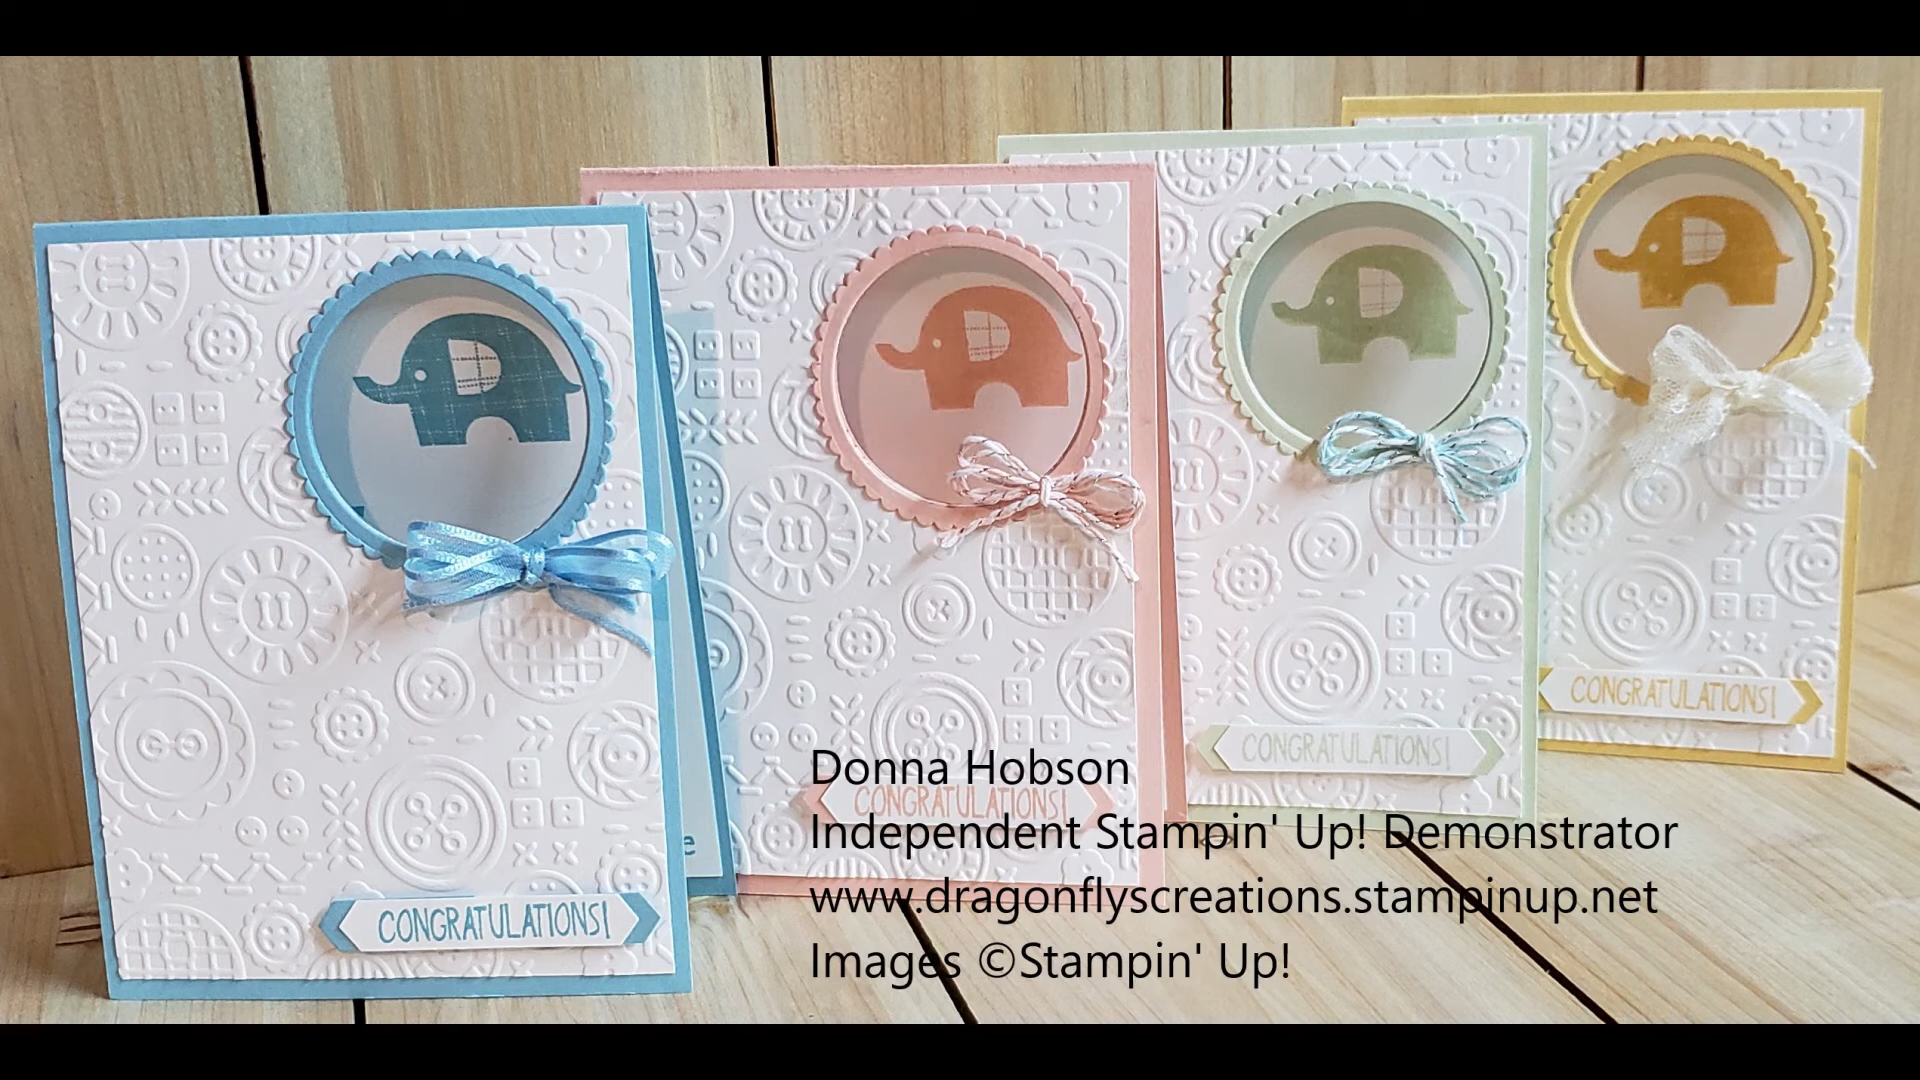 CONGRATULATIONS!
CONGRATULATIONS!
CONGRATULATIONS!
CONGRATULATIONS!
e
Donna Hobson
Independent Stampin' Up! Demonstrator
www.dragonflyscreations.stampinup.net
Images ©Stampin' Up!